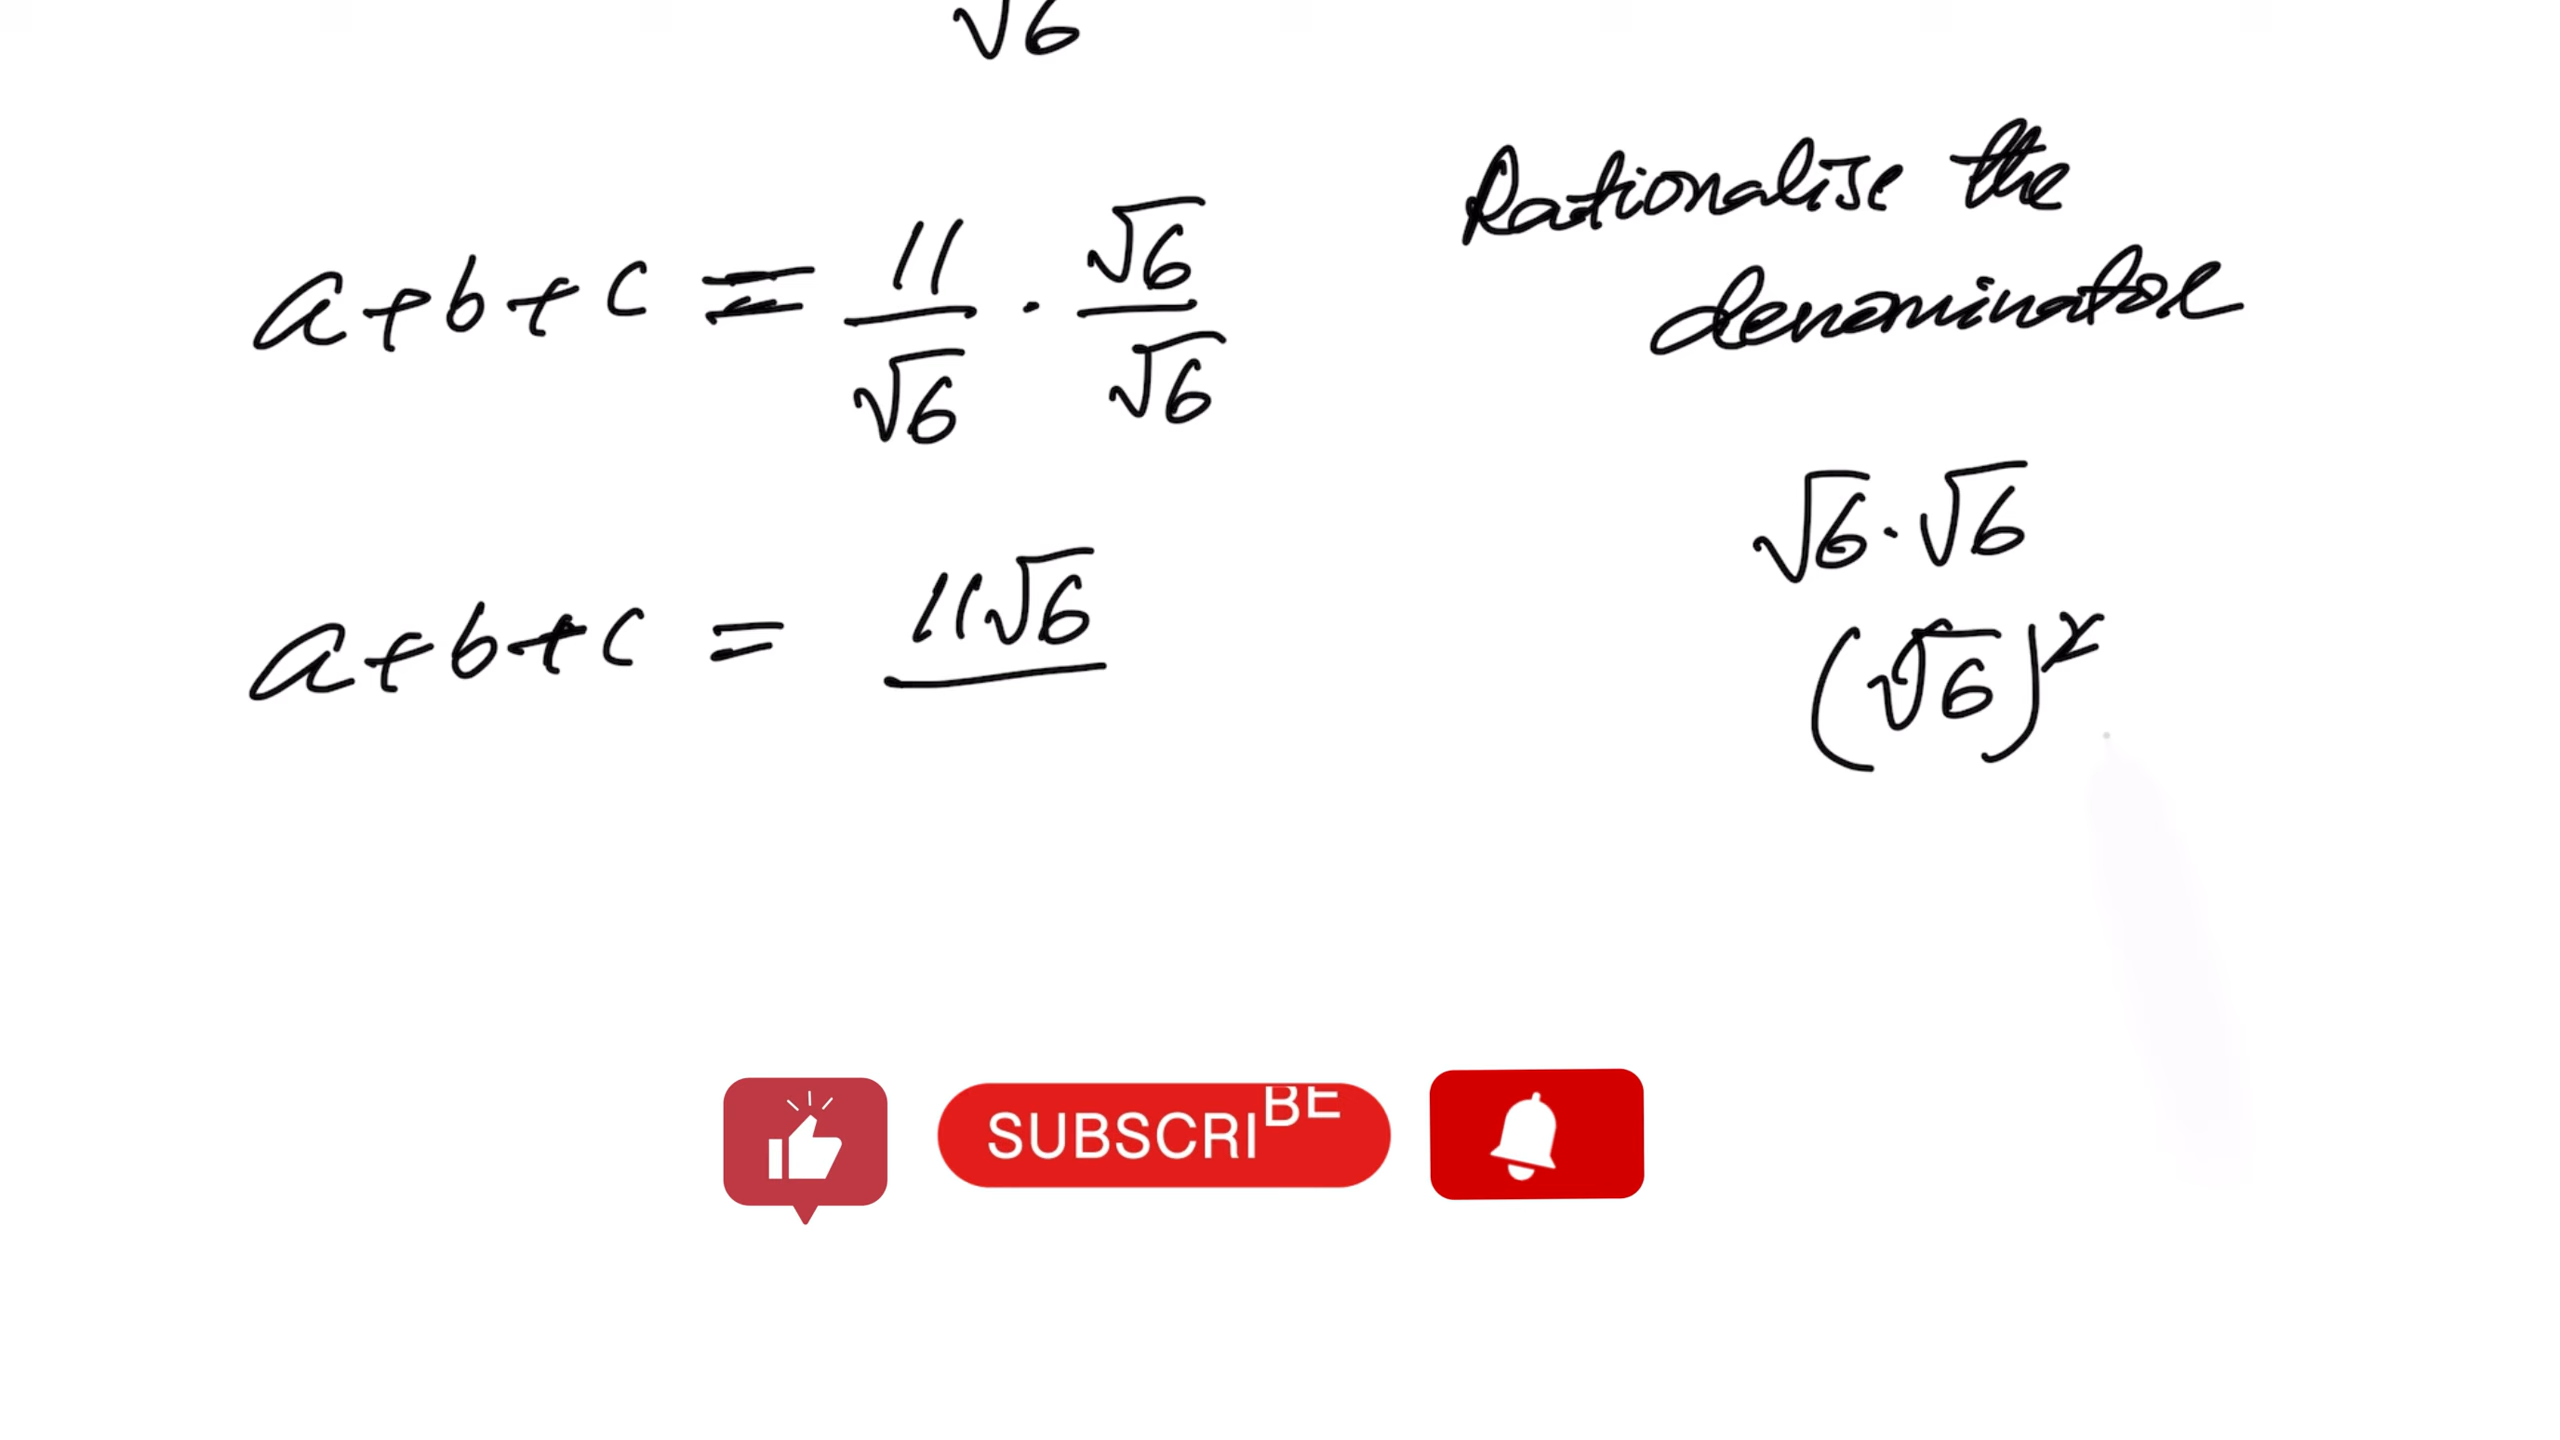 √6
a+b+c = 11/√6 · √6/√6
Rationalise the
denominator
√6·√6
a+b+c = 11√6
(√6)²
SUBSCRIBE